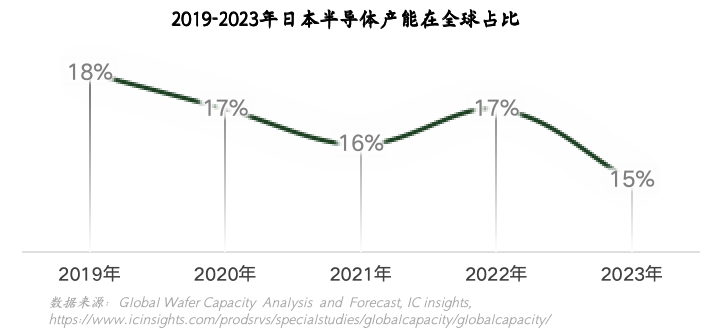 2019-2023年日本半导体产能在全球占比
18%
17%
16%
17%
15%
2019年
2020年
2021年
2022年
2023年
数据来源：Global Wafer Capacity Analysis and Forecast, IC insights,
https://www.icinsights.com/prodsrvs/specialstudies/globalcapacity/globalcapacity/